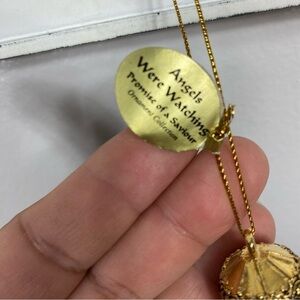 Angels
Were Watching
Promise of a Saviour
Ornament Collection